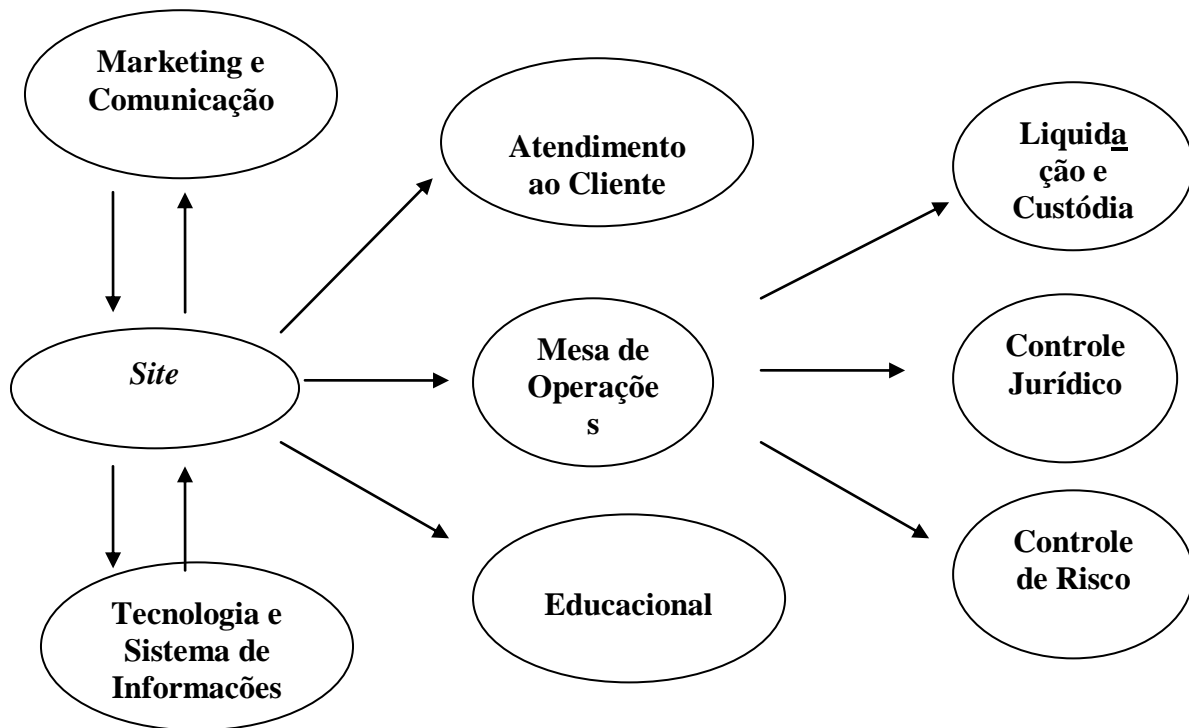 Marketing e
Comunicação
Atendimento
ao Cliente
Liquida
ção e
Custódia
Site
Mesa de
Operaçõe
s
Controle
Jurídico
Tecnologia e
Sistema de
Informacões
Educacional
Controle
de Risco